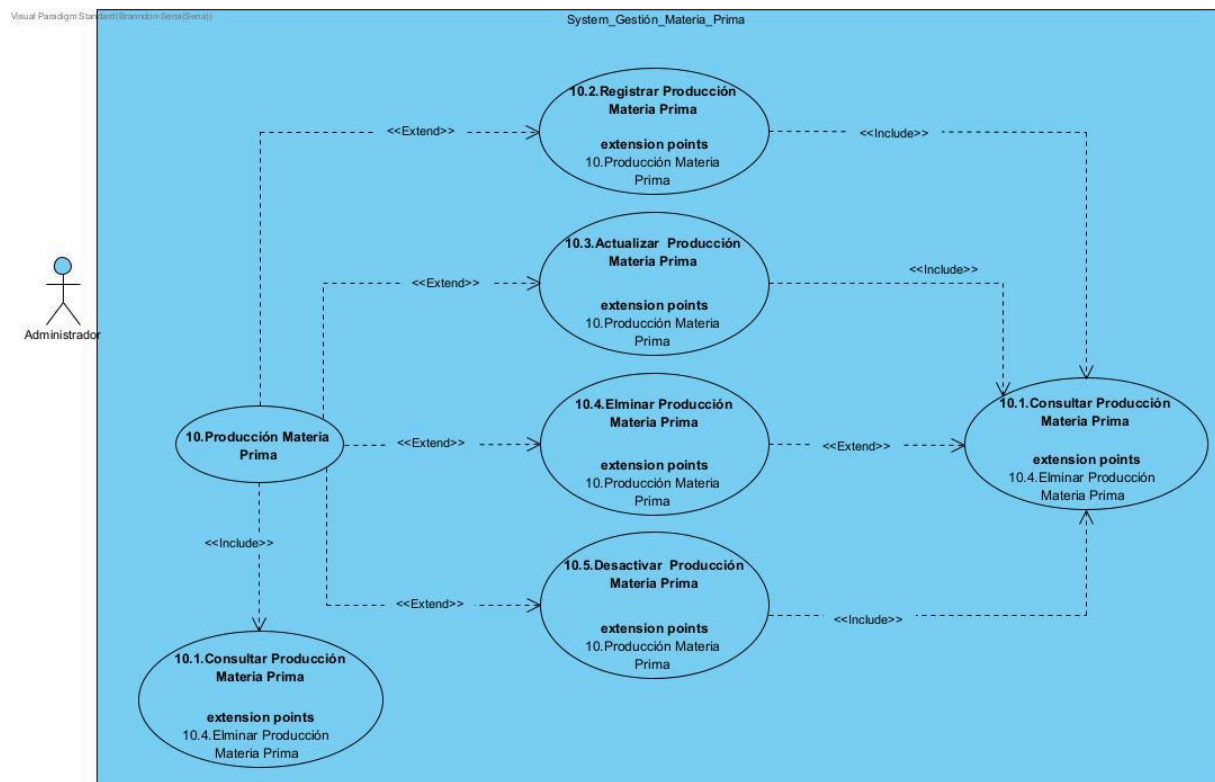 Visual Paradigm Standard(Branndon-Sena(Sena))
System_Gestión_Materia_Prima
10.2.Registrar Producción
Materia Prima
extension points
10.Producción Materia
Prima
<<Extend>>
<<Include>>
10.3.Actualizar Producción
Materia Prima
extension points
10.Producción Materia
Prima
<<Extend>>
<<Include>>
Administrador
10.Producción Materia
Prima
<<Extend>>
10.4.Elminar Producción
Materia Prima
extension points
10.Producción Materia
Prima
<<Extend>>
10.1.Consultar Producción
Materia Prima
extension points
10.4.Elminar Producción
Materia Prima
<<Include>>
<<Extend>>
10.5.Desactivar Producción
Materia Prima
extension points
10.Producción Materia
Prima
<<Include>>
10.1.Consultar Producción
Materia Prima
extension points
10.4.Elminar Producción
Materia Prima